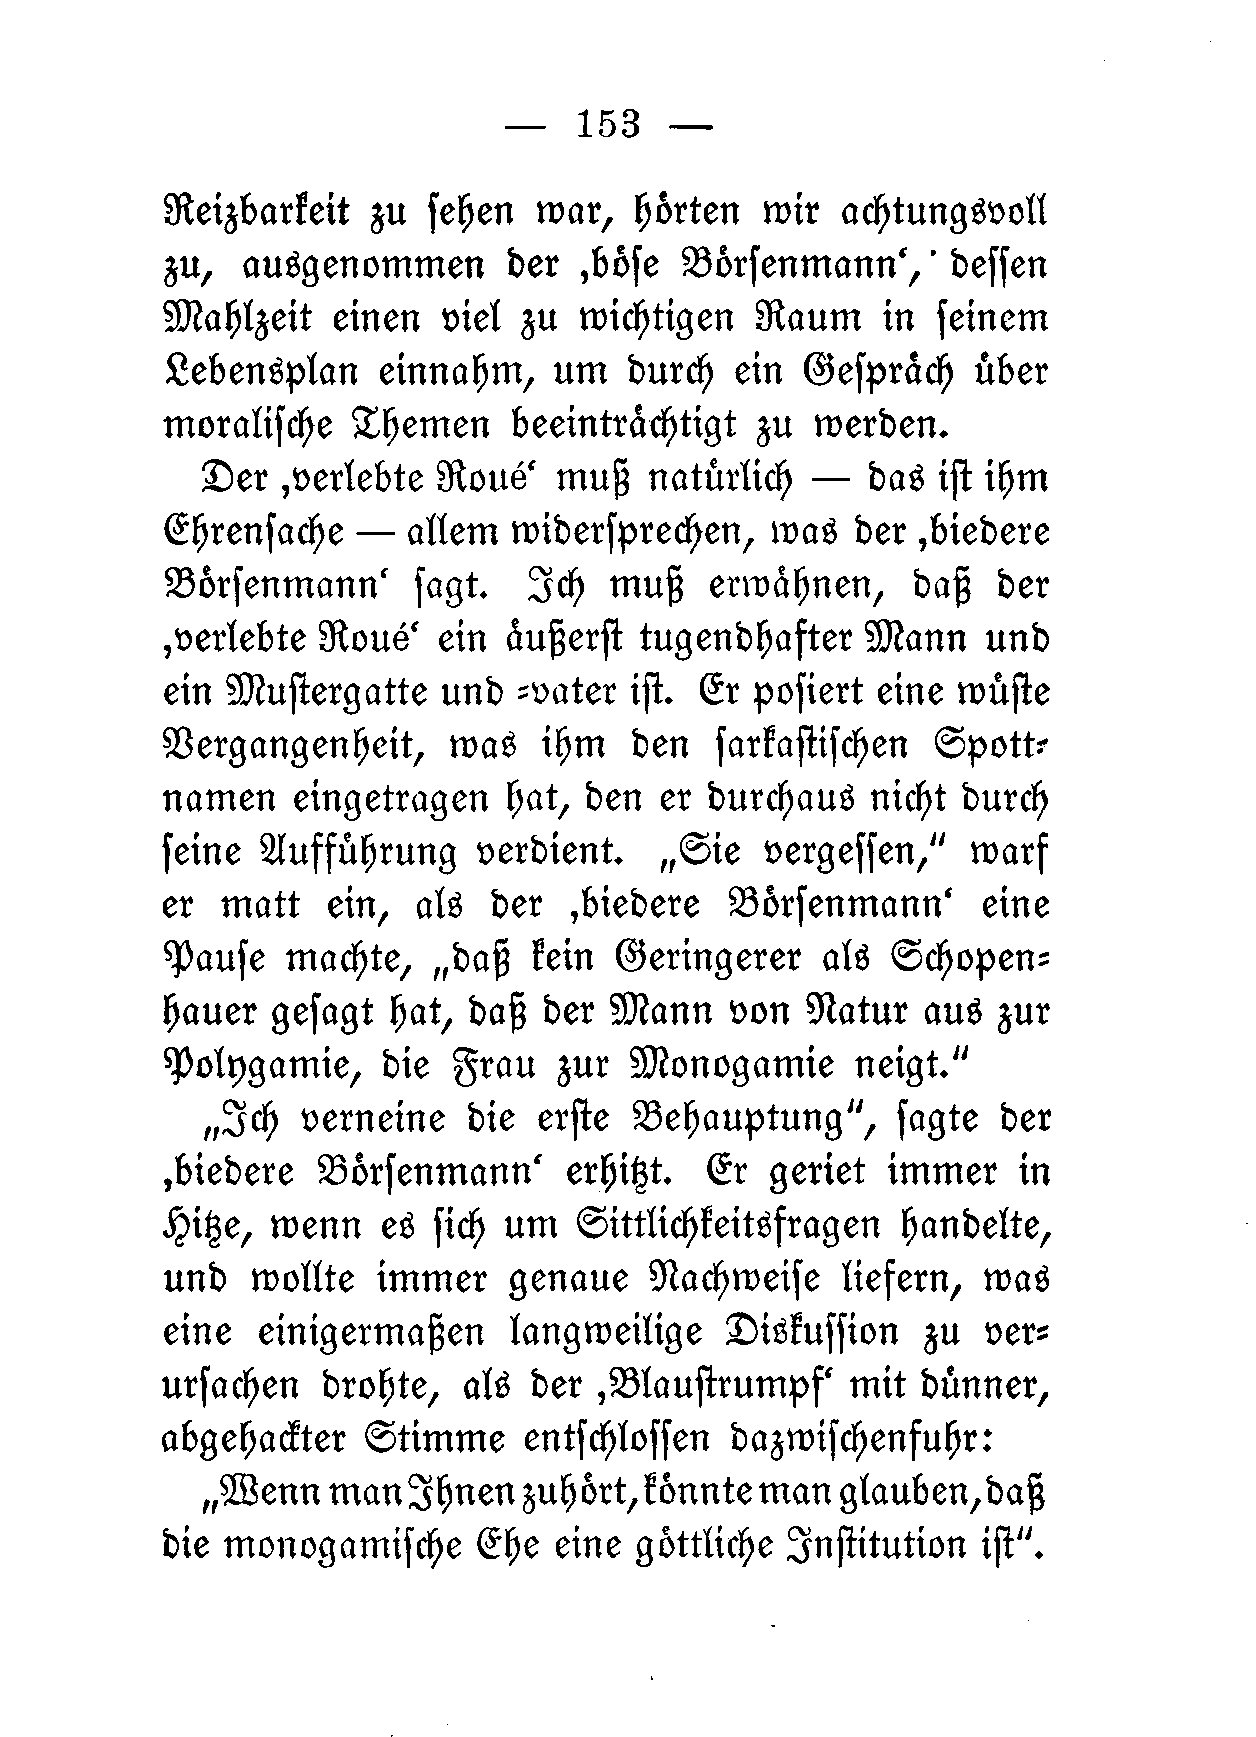 — 153 —
Reizbarkeit zu sehen war, hörten wir achtungsvoll
zu, ausgenommen der ‚böse Börsenmann‘, dessen
Mahlzeit einen viel zu wichtigen Raum in seinem
Lebensplan einnahm, um durch ein Gespräch über
moralische Themen beeinträchtigt zu werden.
Der ‚verlebte Roué‘ muß natürlich — das ist ihm
Ehrensache — allem widersprechen, was der ‚biedere
Börsenmann‘ sagt. Ich muß erwähnen, daß der
‚verlebte Roué‘ ein äußerst tugendhafter Mann und
ein Mustergatte und -vater ist. Er posiert eine wüste
Vergangenheit, was ihm den sarkastischen Spott-
namen eingetragen hat, den er durchaus nicht durch
seine Aufführung verdient. „Sie vergessen,“ warf
er matt ein, als der ‚biedere Börsenmann‘ eine
Pause machte, „daß kein Geringerer als Schopen-
hauer gesagt hat, daß der Mann von Natur aus zur
Polygamie, die Frau zur Monogamie neigt.“
„Ich verneine die erste Behauptung“, sagte der
‚biedere Börsenmann‘ erhitzt. Er geriet immer in
Hitze, wenn es sich um Sittlichkeitsfragen handelte,
und wollte immer genaue Nachweise liefern, was
eine einigermaßen langweilige Diskussion zu ver-
ursachen drohte, als der ‚Blaustrumpf‘ mit dünner,
abgehackter Stimme entschlossen dazwischenfuhr:
„Wenn man Ihnen zuhört, könnte man glauben, daß
die monogamische Ehe eine göttliche Institution ist“.